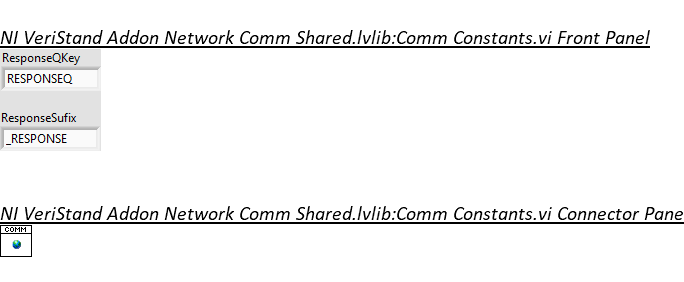 NI VeriStand Addon Network Comm Shared.lvlib:Comm Constants.vi Front Panel
ResponseQKey
RESPONSEQ
ResponseSufix
_RESPONSE
NI VeriStand Addon Network Comm Shared.lvlib:Comm Constants.vi Connector Pane
COMM